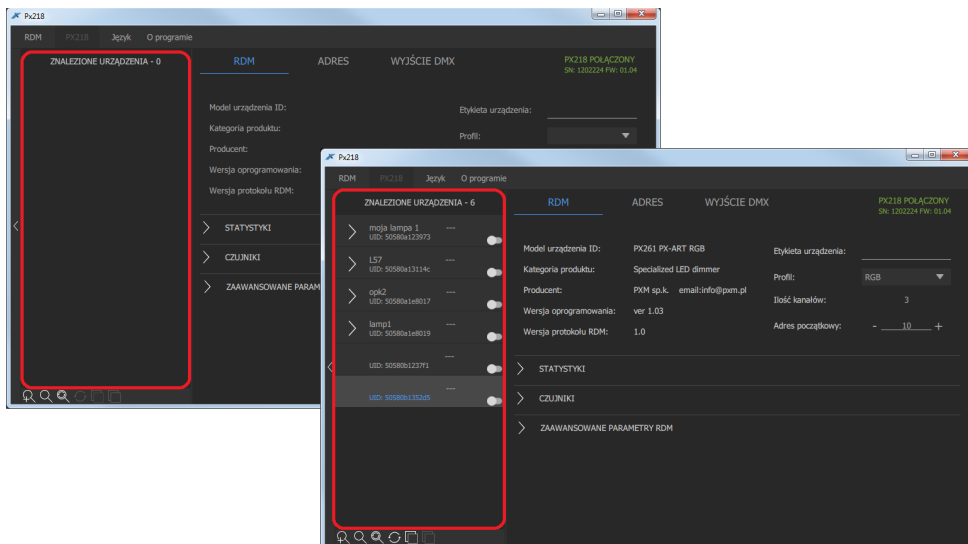 Px218
RDM PX218 Język O programie
ZNALEZIONE URZĄDZENIA - 0
RDM ADRES WYJŚCIE DMX
PX218 POŁĄCZONY
SN: 1202224 FW: 01.04
Model urządzenia ID:
Etykieta urządzenia:
Kategoria produktu:
Profil:
Producent:
Wersja oprogramowania:
Wersja protokołu RDM:
STATYSTYKI
CZUJNIKI
ZAAWANSOWANE PARAM
Px218
RDM PX218 Język O programie
ZNALEZIONE URZĄDZENIA - 6
RDM ADRES WYJŚCIE DMX
PX218 POŁĄCZONY
SN: 1202224 FW: 01.04
moja lampa 1 ---
UID: 50580a123973
L57 ---
UID: 50580a13114c
opk2 ---
UID: 50580a1e8017
lamp1 ---
UID: 50580a1e8019
---
UID: 50580b1237f1
---
UID: 50580b1352d5
Model urządzenia ID: PX261 PX-ART RGB
Etykieta urządzenia:
Kategoria produktu: Specialized LED dimmer
Profil: RGB
Producent: PXM sp.k. email:info@pxm.pl
Ilość kanałów: 3
Wersja oprogramowania: ver 1.03
Adres początkowy: - 10 +
Wersja protokołu RDM: 1.0
STATYSTYKI
CZUJNIKI
ZAAWANSOWANE PARAMETRY RDM